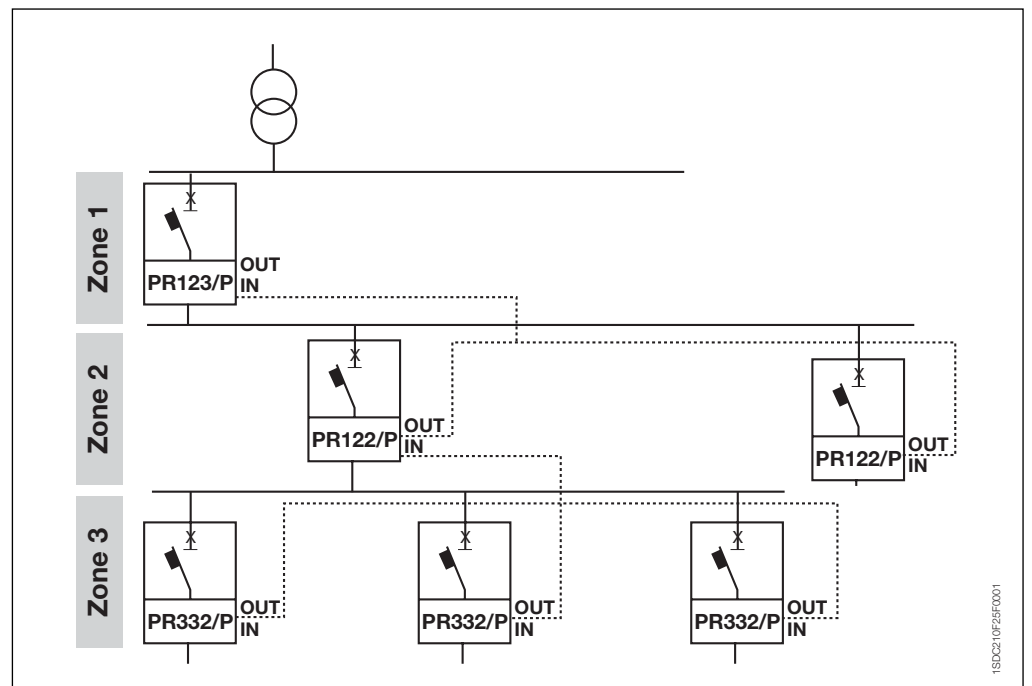 Zone 1
PR123/P
OUT
IN
Zone 2
PR122/P
OUT
IN
PR122/P
OUT
IN
Zone 3
PR332/P
OUT
IN
PR332/P
OUT
IN
PR332/P
OUT
IN
1SDC210F25F0001